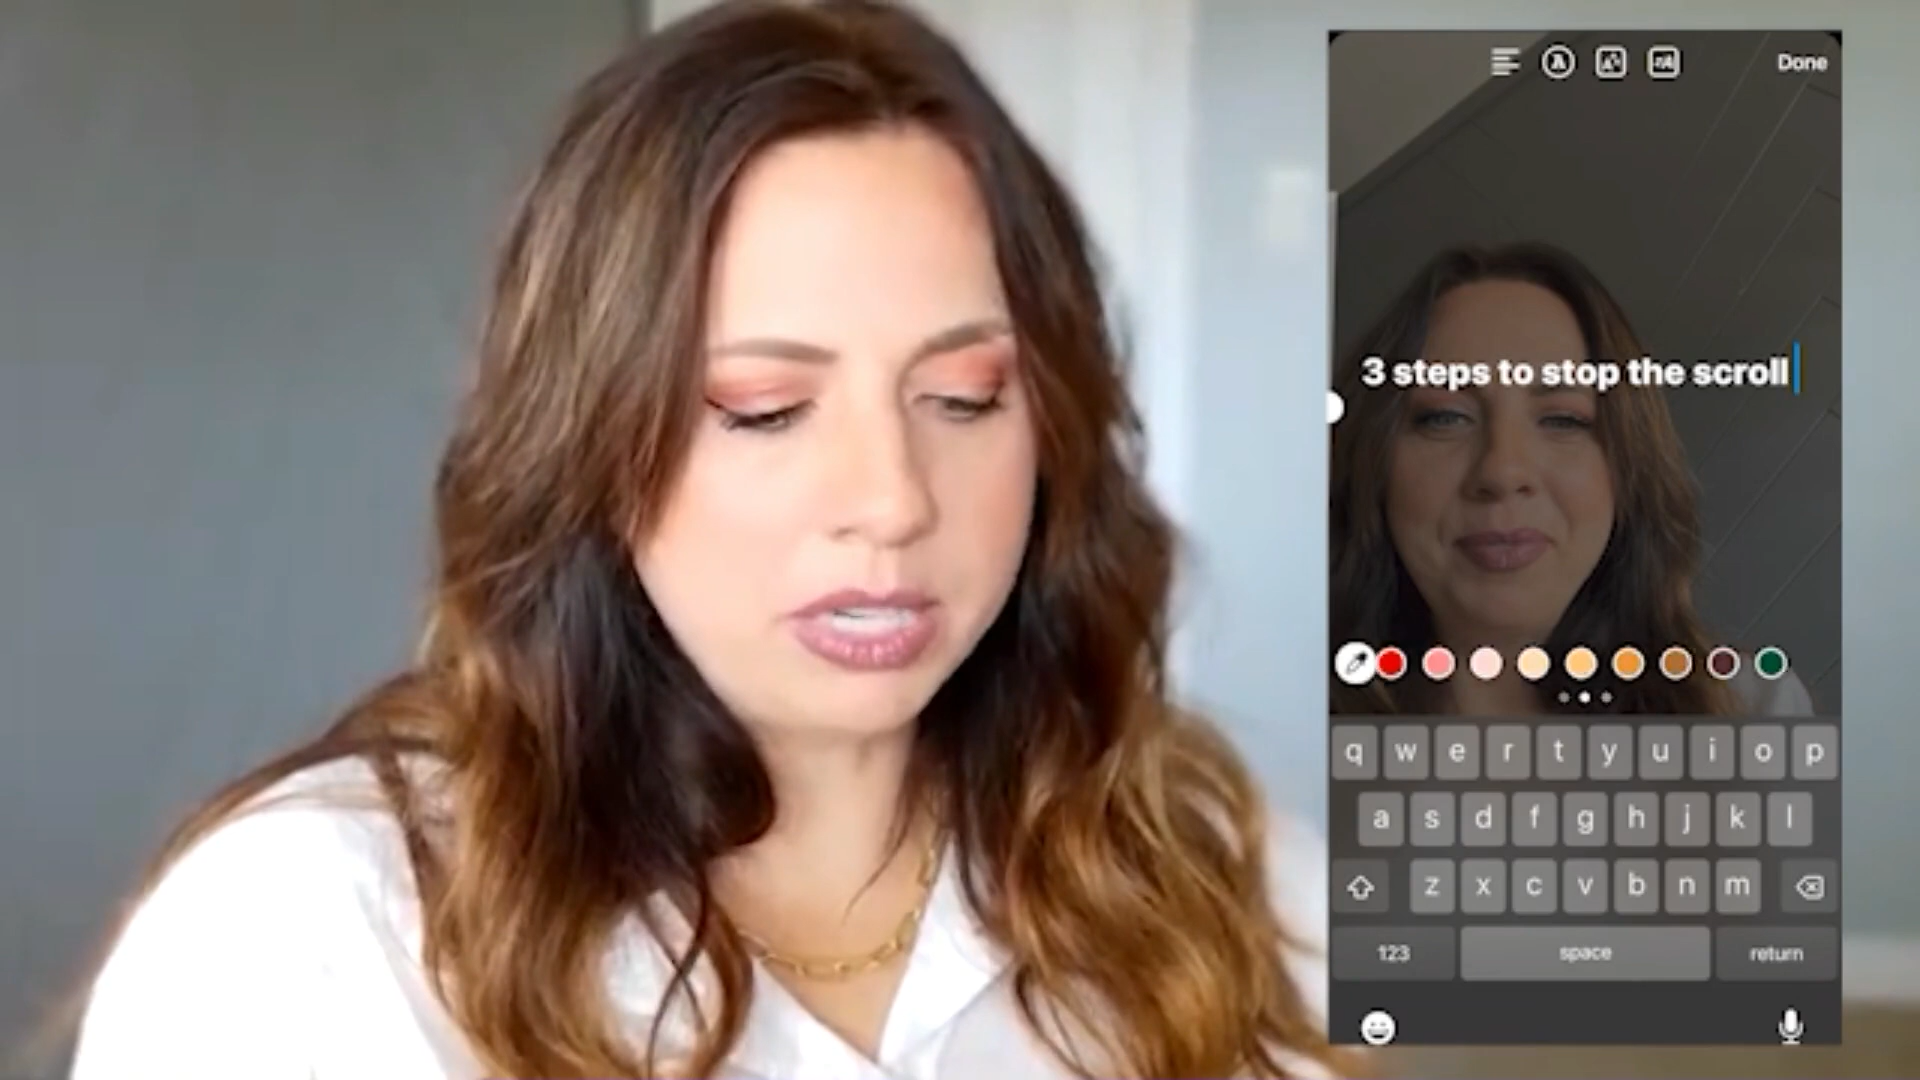 Done
3 steps to stop the scroll
q w e r t y u i o p
a s d f g h j k l
z x c v b n m
123 space return